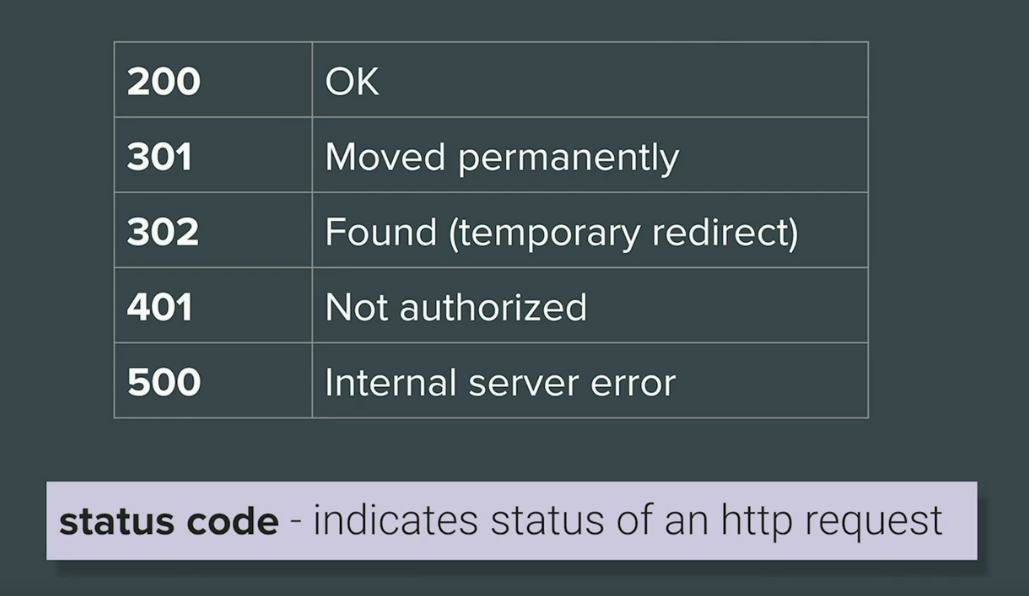 200 OK
301 Moved permanently
302 Found (temporary redirect)
401 Not authorized
500 Internal server error
status code - indicates status of an http request